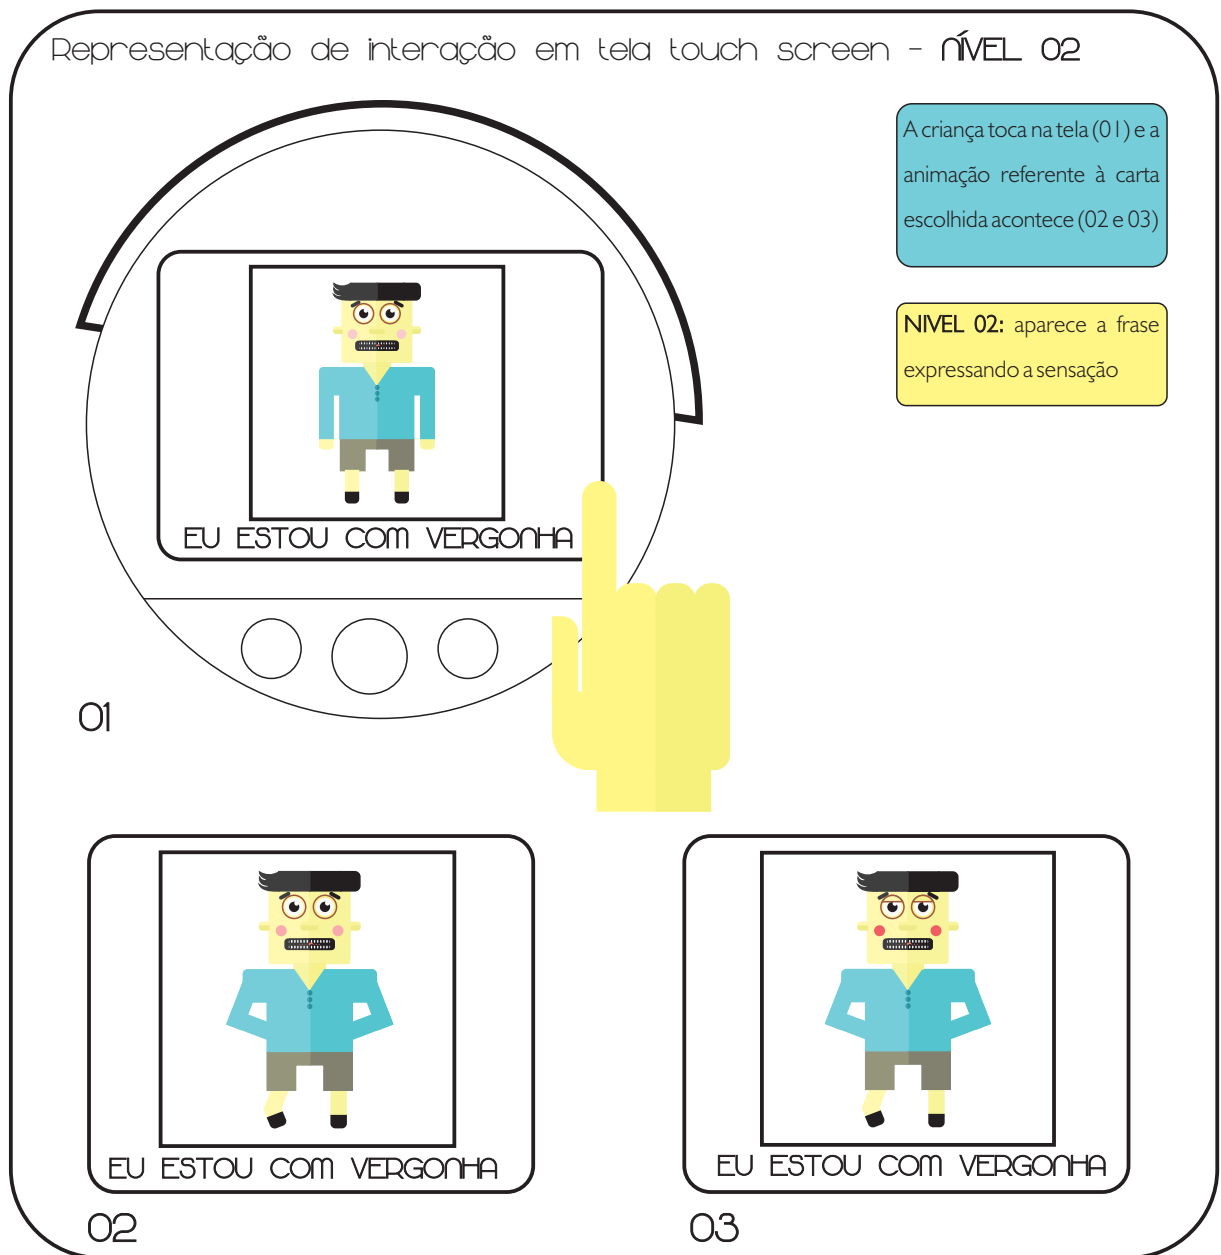 Representação de interação em tela touch screen - NÍVEL 02
A criança toca na tela (01) e a
animação referente à carta
escolhida acontece (02 e 03)
NIVEL 02: aparece a frase
expressando a sensação
EU ESTOU COM VERGONHA
01
EU ESTOU COM VERGONHA
02
EU ESTOU COM VERGONHA
03